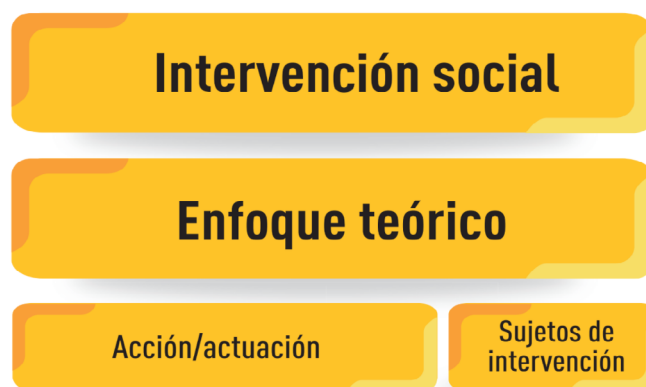 Intervención social
Enfoque teórico
Acción/actuación
Sujetos de
intervención